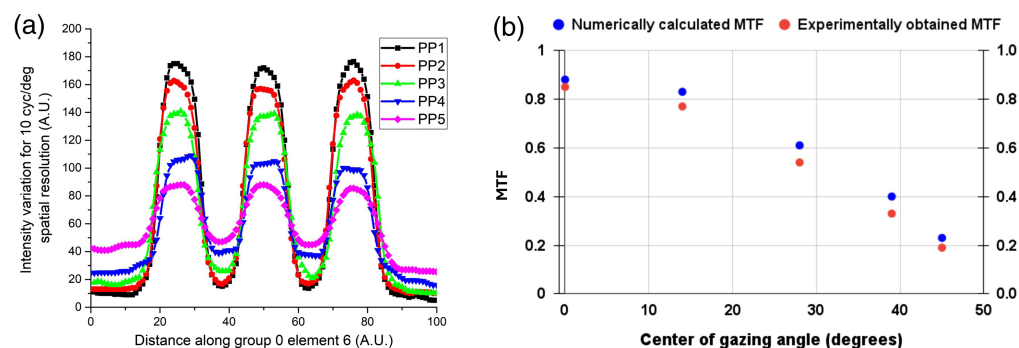 (a)
Intensity variation for 10 cyc/deg
spatial resolution (A.U.)
200
180
160
140
120
100
80
60
40
20
0
PP1
PP2
PP3
PP4
PP5
0 20 40 60 80 100
Distance along group 0 element 6 (A.U.)
(b)
Numerically calculated MTF Experimentally obtained MTF
MTF
1 1.0
0.8 0.8
0.6 0.6
0.4 0.4
0.2 0.2
0 0.0
0 10 20 30 40 50
Center of gazing angle (degrees)